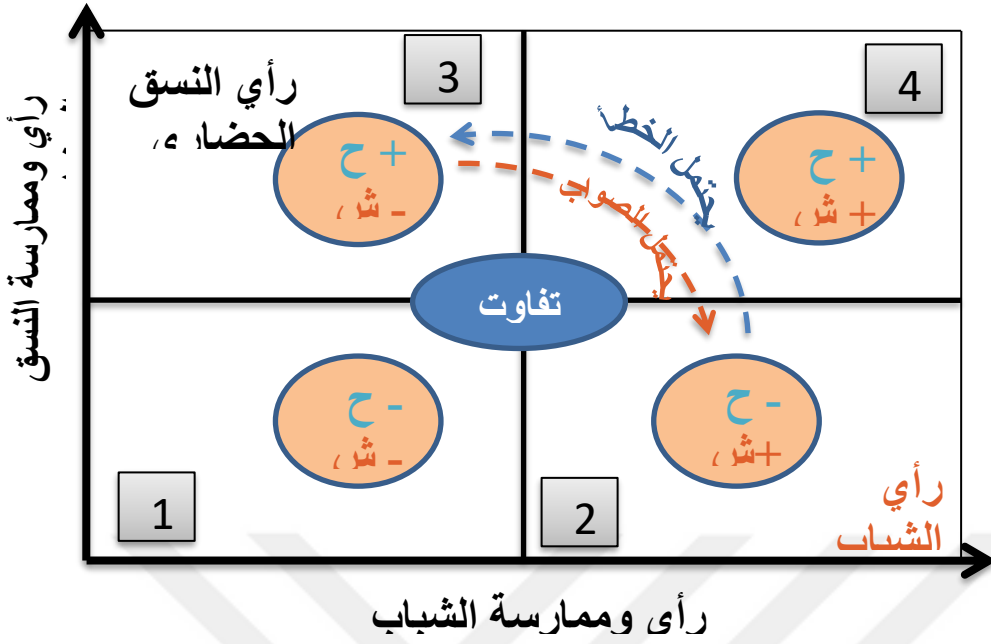 رأي وممارسة النسق
رأي النسق
الحضاري
3
+ ح
- ش
4
+ ح
+ ش
يحتمل الخطأ
يحتمل الصواب
تفاوت
- ح
- ش
1
- ح
+ش
2
رأي
الشباب
رأي وممارسة الشباب